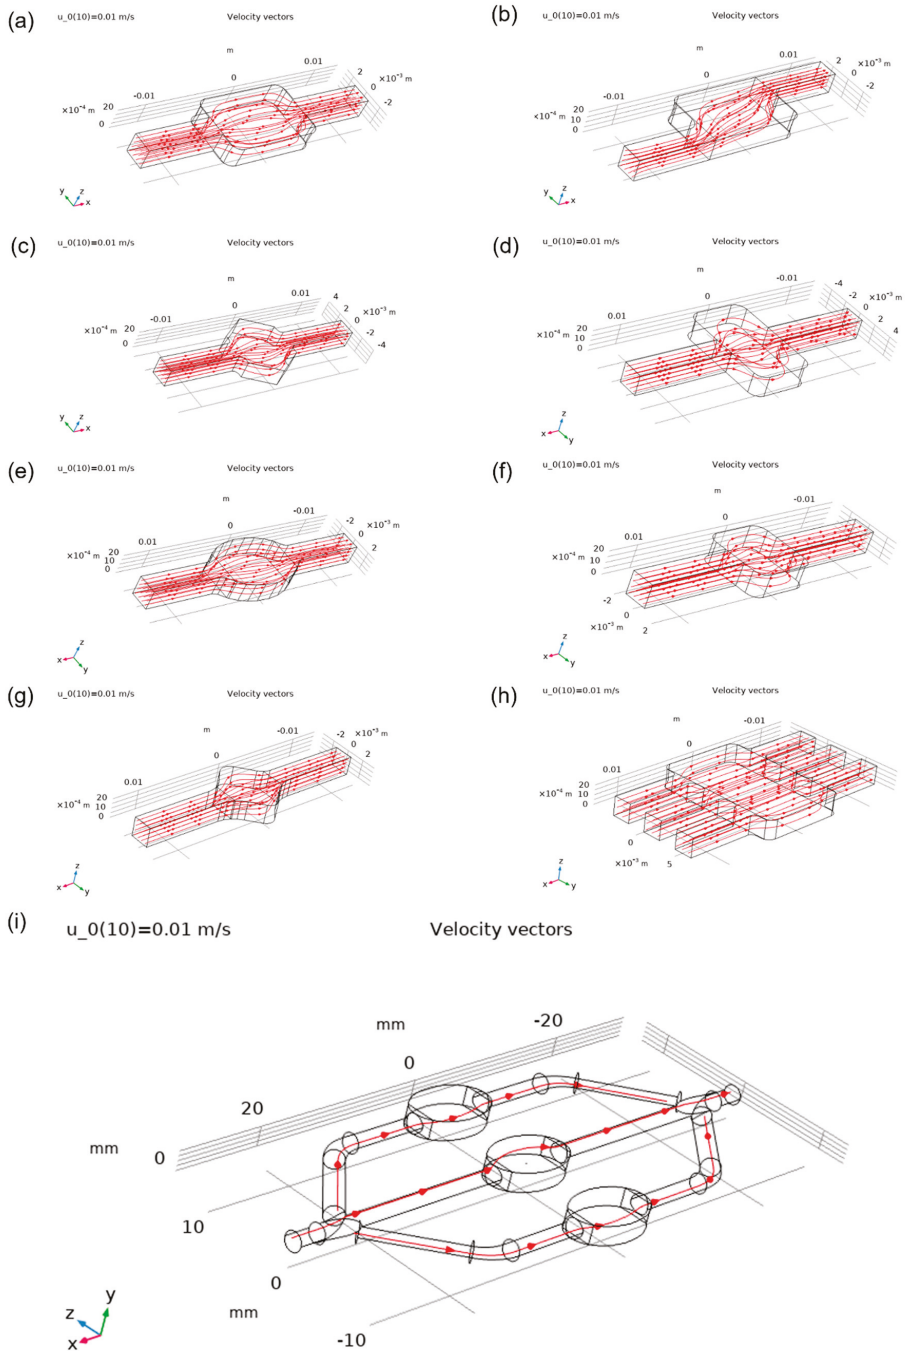 (a) u_0(10)=0.01 m/s Velocity vectors
m
0.01
0
-0.01
2
×10⁻³ m
0
-2
×10⁻⁴ m 20
0
y z x
(b) u_0(10)=0.01 m/s Velocity vectors
m
0.01
0
-0.01
2
×10⁻³ m
0
-2
×10⁻⁴ m 20
10
0
y z x
(c) u_0(10)=0.01 m/s Velocity vectors
m
0.01
0
-0.01
4
2
×10⁻³ m
0
-2
-4
×10⁻⁴ m 20
0
y z x
(d) u_0(10)=0.01 m/s Velocity vectors
m
-0.01
0
0.01
-4
-2
×10⁻³ m
0
2
4
×10⁻⁴ m 20
10
0
z x y
(e) u_0(10)=0.01 m/s Velocity vectors
m
-0.01
0
0.01
-2
×10⁻³ m
0
2
×10⁻⁴ m 20
10
0
z x y
(f) u_0(10)=0.01 m/s Velocity vectors
m
-0.01
0
0.01
×10⁻⁴ m 20
10
0
-2
0
×10⁻³ m 2
z x y
(g) u_0(10)=0.01 m/s Velocity vectors
m
-0.01
0
0.01
-2
×10⁻³ m
0
2
×10⁻⁴ m 20
10
0
z x y
(h) u_0(10)=0.01 m/s Velocity vectors
m
-0.01
0
0.01
×10⁻⁴ m 20
10
0
0
×10⁻³ m 5
z x y
(i) u_0(10)=0.01 m/s Velocity vectors
mm
-20
0
20
mm
0
10
0
mm
-10
y
z
x